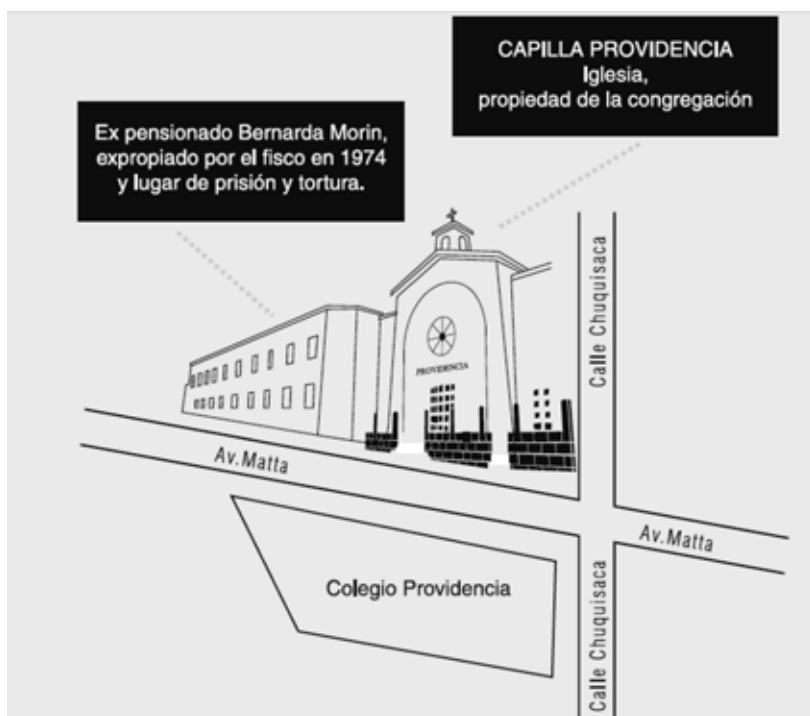 CAPILLA PROVIDENCIA
Iglesia,
propiedad de la congregación
Ex pensionado Bernarda Morin,
expropiado por el fisco en 1974
y lugar de prisión y tortura.
Calle Chuquisaca
PROVIDENCIA
Av.Matta
Av.Matta
Colegio Providencia
Calle Chuquisaca